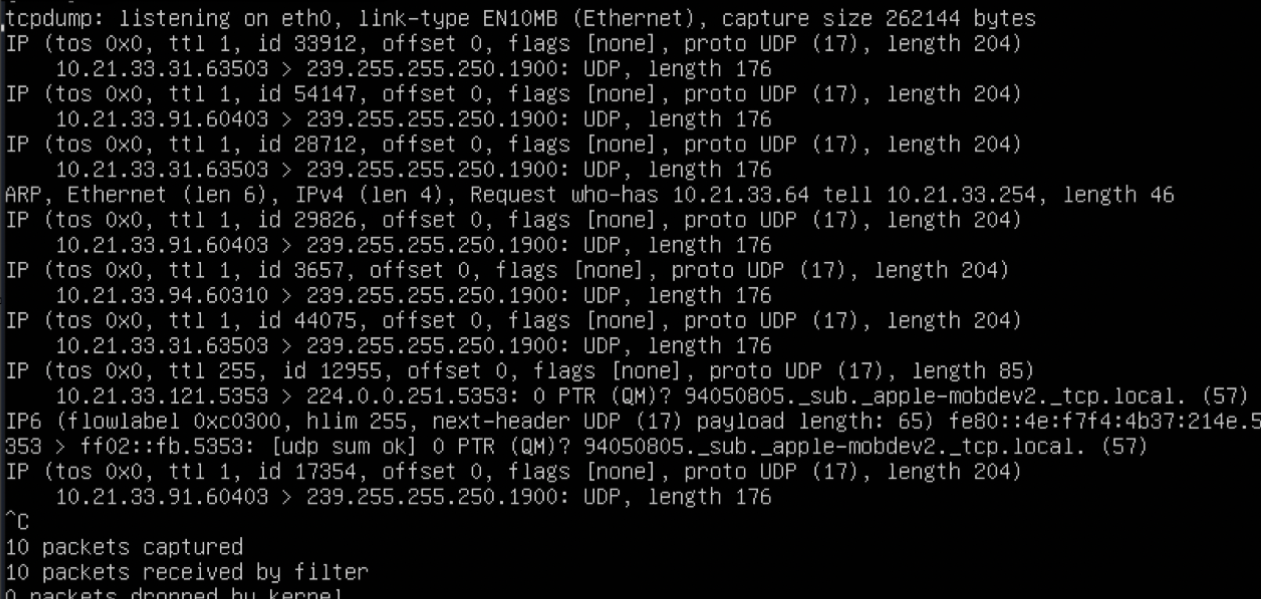 tcpdump: listening on eth0, link-type EN10MB (Ethernet), capture size 262144 bytes
IP (tos 0x0, ttl 1, id 33912, offset 0, flags [none], proto UDP (17), length 204)
    10.21.33.31.63503 > 239.255.255.250.1900: UDP, length 176
IP (tos 0x0, ttl 1, id 54147, offset 0, flags [none], proto UDP (17), length 204)
    10.21.33.91.60403 > 239.255.255.250.1900: UDP, length 176
IP (tos 0x0, ttl 1, id 28712, offset 0, flags [none], proto UDP (17), length 204)
    10.21.33.31.63503 > 239.255.255.250.1900: UDP, length 176
ARP, Ethernet (len 6), IPv4 (len 4), Request who-has 10.21.33.64 tell 10.21.33.254, length 46
IP (tos 0x0, ttl 1, id 29826, offset 0, flags [none], proto UDP (17), length 204)
    10.21.33.91.60403 > 239.255.255.250.1900: UDP, length 176
IP (tos 0x0, ttl 1, id 3657, offset 0, flags [none], proto UDP (17), length 204)
    10.21.33.94.60310 > 239.255.255.250.1900: UDP, length 176
IP (tos 0x0, ttl 1, id 44075, offset 0, flags [none], proto UDP (17), length 204)
    10.21.33.31.63503 > 239.255.255.250.1900: UDP, length 176
IP (tos 0x0, ttl 255, id 12955, offset 0, flags [none], proto UDP (17), length 85)
    10.21.33.121.5353 > 224.0.0.251.5353: 0 PTR (QM)? 94050805._sub._apple-mobdev2._tcp.local. (57)
IP6 (flowlabel 0xc0300, hlim 255, next-header UDP (17) payload length: 65) fe80::4e:f7f4:4b37:214e.5
353 > ff02::fb.5353: [udp sum ok] 0 PTR (QM)? 94050805._sub._apple-mobdev2._tcp.local. (57)
IP (tos 0x0, ttl 1, id 17354, offset 0, flags [none], proto UDP (17), length 204)
    10.21.33.91.60403 > 239.255.255.250.1900: UDP, length 176
^C
10 packets captured
10 packets received by filter
0 packets dropped by kernel